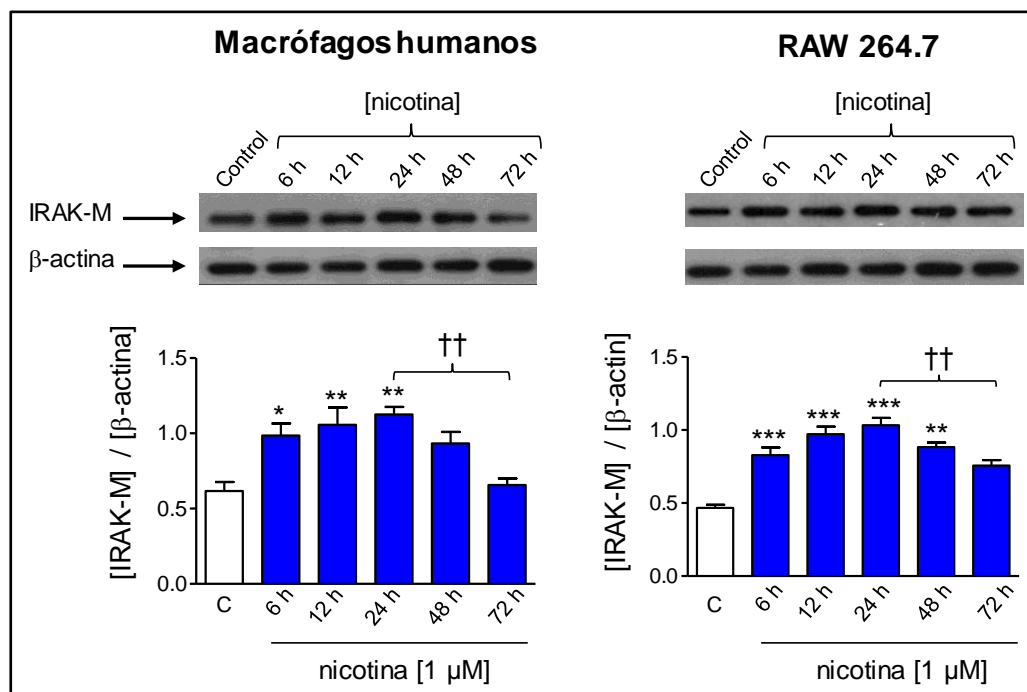 Macrófagos humanos
RAW 264.7
[nicotina]
Control
6 h
12 h
24 h
48 h
72 h
[nicotina]
Control
6 h
12 h
24 h
48 h
72 h
IRAK-M
β-actina
[IRAK-M] / [β-actina]
1.5
1.0
0.5
0.0
*
**
**
††
C
6 h
12 h
24 h
48 h
72 h
nicotina [1 µM]
[IRAK-M] / [β-actin]
1.5
1.0
0.5
0.0
***
***
***
**
††
C
6 h
12 h
24 h
48 h
72 h
nicotina [1 µM]